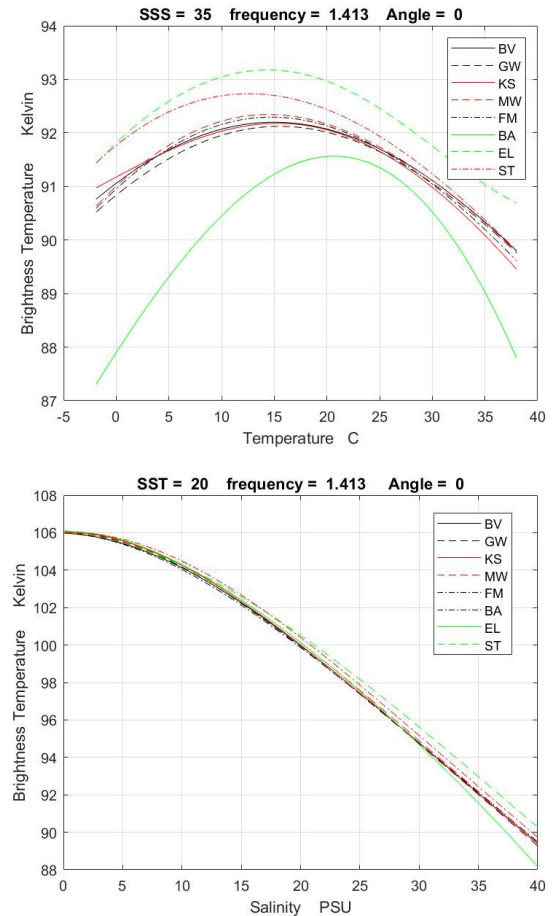 SSS = 35 frequency = 1.413 Angle = 0
94
93
92
91
90
89
88
87
Brightness Temperature Kelvin
-5 0 5 10 15 20 25 30 35 40
Temperature C
BV
GW
KS
MW
FM
BA
EL
ST
SST = 20 frequency = 1.413 Angle = 0
108
106
104
102
100
98
96
94
92
90
88
Brightness Temperature Kelvin
0 5 10 15 20 25 30 35 40
Salinity PSU
BV
GW
KS
MW
FM
BA
EL
ST